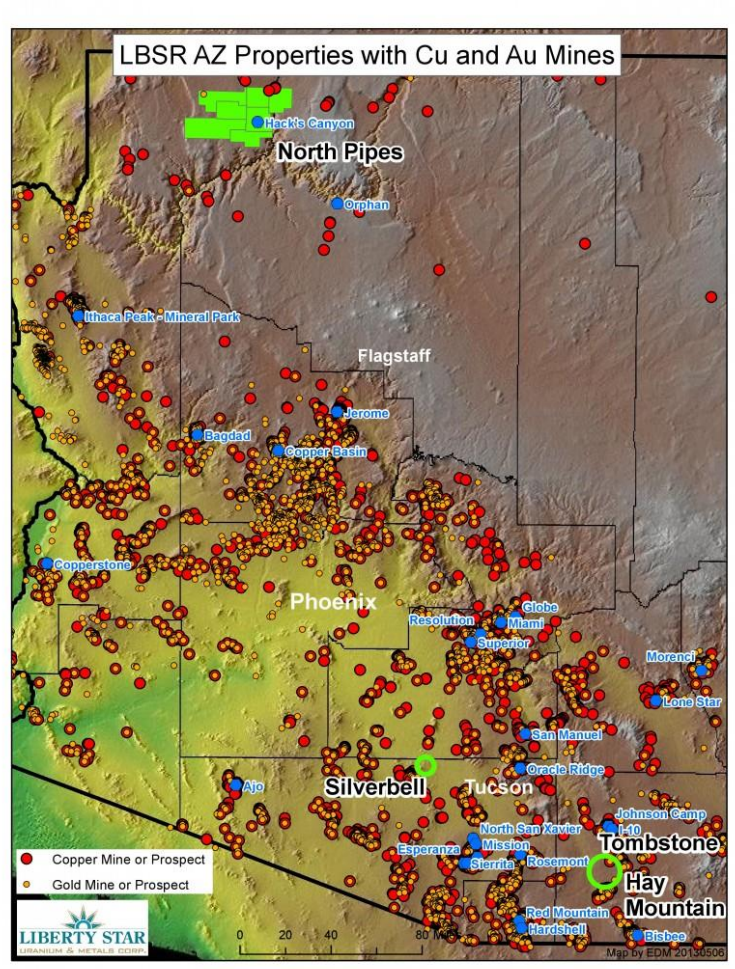 LBSR AZ Properties with Cu and Au Mines
Hack's Canyon
North Pipes
Orphan
Ithaca Peak - Mineral Park
Flagstaff
Jerome
Bagdad
Copper Basin
Copperstone
Phoenix
Globe
Resolution
Miami
Superior
Morenci
Lone Star
San Manuel
Oracle Ridge
Silverbell
Tucson
Ajo
Johnson Camp
I-10
North San Xavier
Tombstone
Esperanza
Mission
Sierrita
Rosemont
Hay
Mountain
Red Mountain
Hardshell
Bisbee
Copper Mine or Prospect
Gold Mine or Prospect
LIBERTY STAR
URANIUM & METALS CORP.
0 20 40 80 Miles
Map by EDM 20130506